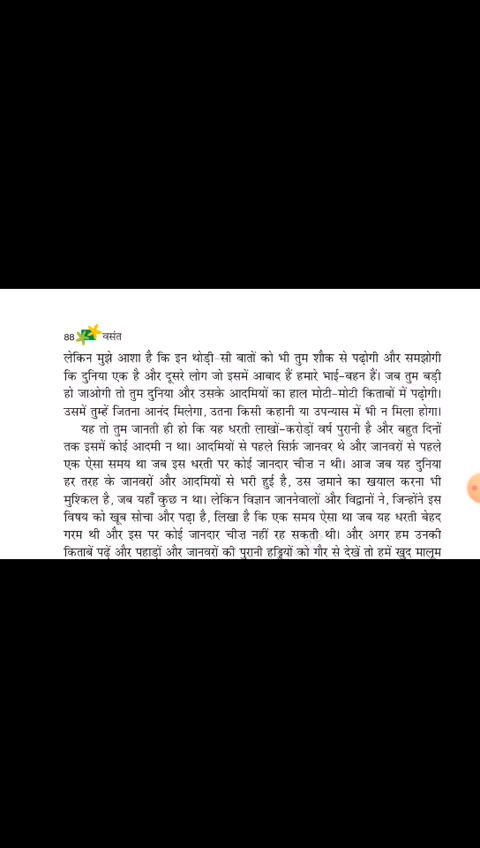 88 वसंत
लेकिन मुझे आशा है कि इन थोड़ी-सी बातों को भी तुम शौक से पढ़ोगी और समझोगी
कि दुनिया एक है और दूसरे लोग जो इसमें आबाद हैं हमारे भाई-बहन हैं। जब तुम बड़ी
हो जाओगी तो तुम दुनिया और उसके आदमियों का हाल मोटी-मोटी किताबों में पढ़ोगी।
उसमें तुम्हें जितना आनंद मिलेगा, उतना किसी कहानी या उपन्यास में भी न मिला होगा।
यह तो तुम जानती ही हो कि यह धरती लाखों-करोड़ों वर्ष पुरानी है और बहुत दिनों
तक इसमें कोई आदमी न था। आदमियों से पहले सिर्फ़ जानवर थे और जानवरों से पहले
एक ऐसा समय था जब इस धरती पर कोई जानदार चीज़ न थी। आज जब यह दुनिया
हर तरह के जानवरों और आदमियों से भरी हुई है, उस ज़माने का खयाल करना भी
मुश्किल है, जब यहाँ कुछ न था। लेकिन विज्ञान जाननेवालों और विद्वानों ने, जिन्होंने इस
विषय को खूब सोचा और पढ़ा है, लिखा है कि एक समय ऐसा था जब यह धरती बेहद
गरम थी और इस पर कोई जानदार चीज़ नहीं रह सकती थी। और अगर हम उनकी
किताबें पढ़ें और पहाड़ों और जानवरों की पुरानी हड्डियों को गौर से देखें तो हमें खुद मालूम